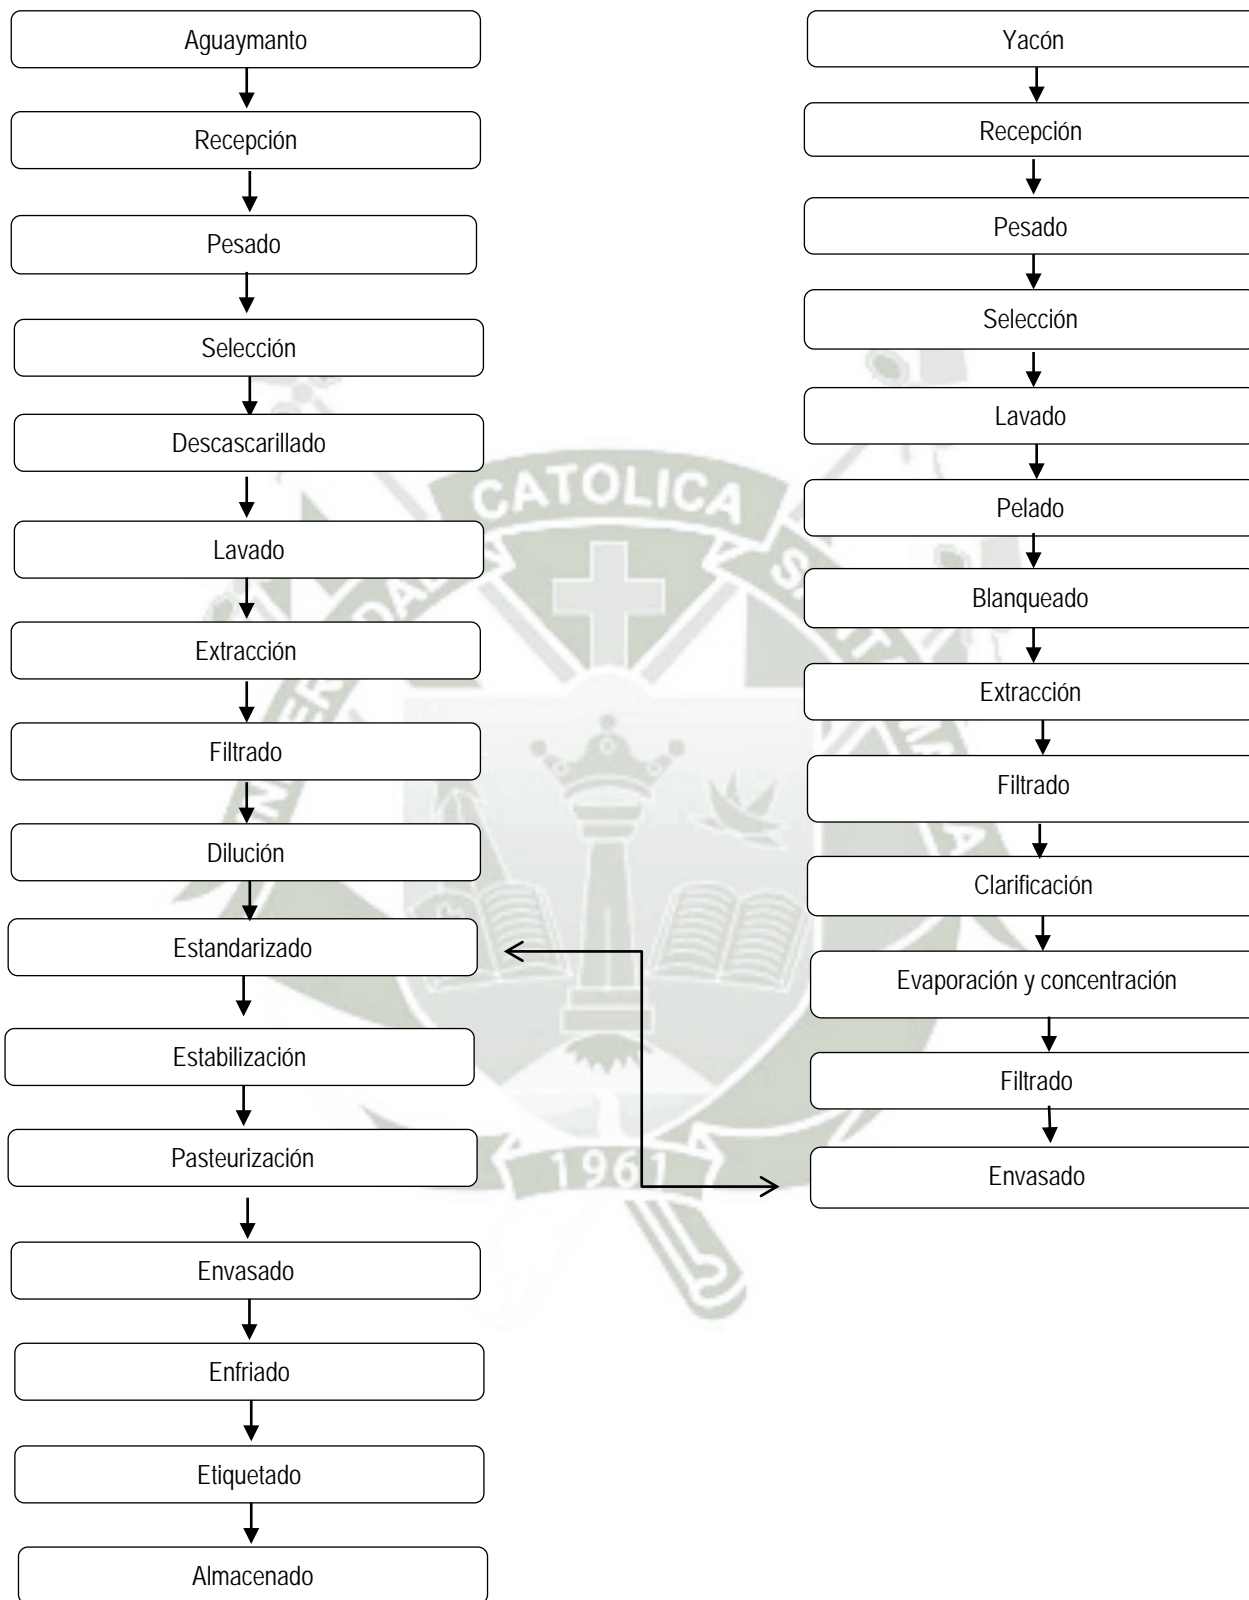 Aguaymanto
Recepción
Pesado
Selección
Descascarillado
Lavado
Extracción
Filtrado
Dilución
Estandarizado
Estabilización
Pasteurización
Envasado
Enfriado
Etiquetado
Almacenado
Yacón
Recepción
Pesado
Selección
Lavado
Pelado
Blanqueado
Extracción
Filtrado
Clarificación
Evaporación y concentración
Filtrado
Envasado
CATOLICA
1961